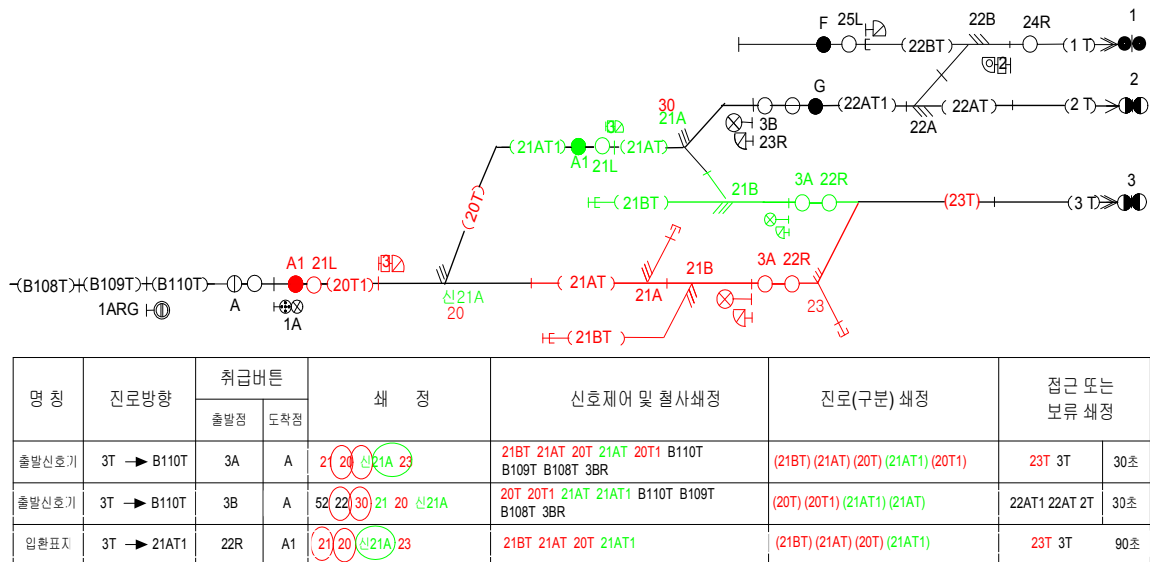 F 25L 22B 24R 1
(22BT) (1 T)
2
G (22AT1) (22AT) (2 T) 2
30
21A 3B 22A
3 23R
(21AT1) (21AT)
A1 21L
21B 3A 22R 3
(21BT) (23T) (3 T)
(20T)
A1 21L 3 3A 22R
21B
(B108T) (B109T) (B110T) (20T1) (21AT)
신21A 21A 23
1ARG A 1A 20
(21BT)
명 칭 진로방향 취급버튼 쇄 정 신호제어 및 철사쇄정 진로(구분) 쇄정 접근 또는
출발점 도착점 보류 쇄정
출발신호기 3T → B110T 3A A 21 20 신21A 23 21BT 21AT 20T 21AT 20T1 B110T (21BT) (21AT) (20T) (21AT1) (20T1) 23T 3T 30초
B109T B108T 3BR
출발신호기 3T → B110T 3B A 52 22 30 21 20 신21A 20T 20T1 21AT 21AT1 B110T B109T (20T) (20T1) (21AT1) (21AT) 22AT1 22AT 2T 30초
B108T 3BR
입환표지 3T → 21AT1 22R A1 21 20 신21A 23 21BT 21AT 20T 21AT1 (21BT) (21AT) (20T) (21AT1) 23T 3T 90초